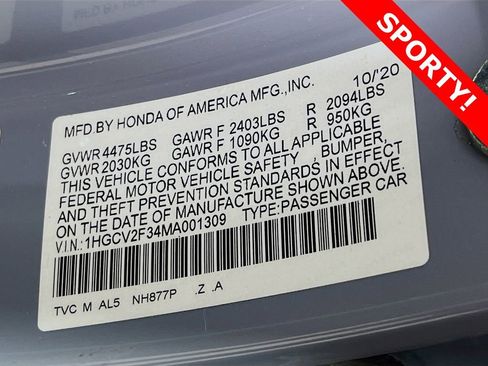 SPORTY!
MFD.BY HONDA OF AMERICA MFG.,INC. 10/'20
GVWR 4475LBS GAWR F 2403LBS R 2094LBS
GVWR 2030KG GAWR F 1090KG R 950KG
THIS VEHICLE CONFORMS TO ALL APPLICABLE
FEDERAL MOTOR VEHICLE SAFETY , BUMPER,
AND THEFT PREVENTION STANDARDS IN EFFECT
ON THE DATE OF MANUFACTURE SHOWN ABOVE.
V.I.N:1HGCV2F34MA001309 TYPE:PASSENGER CAR
TVC M AL5 NH877P .Z .A